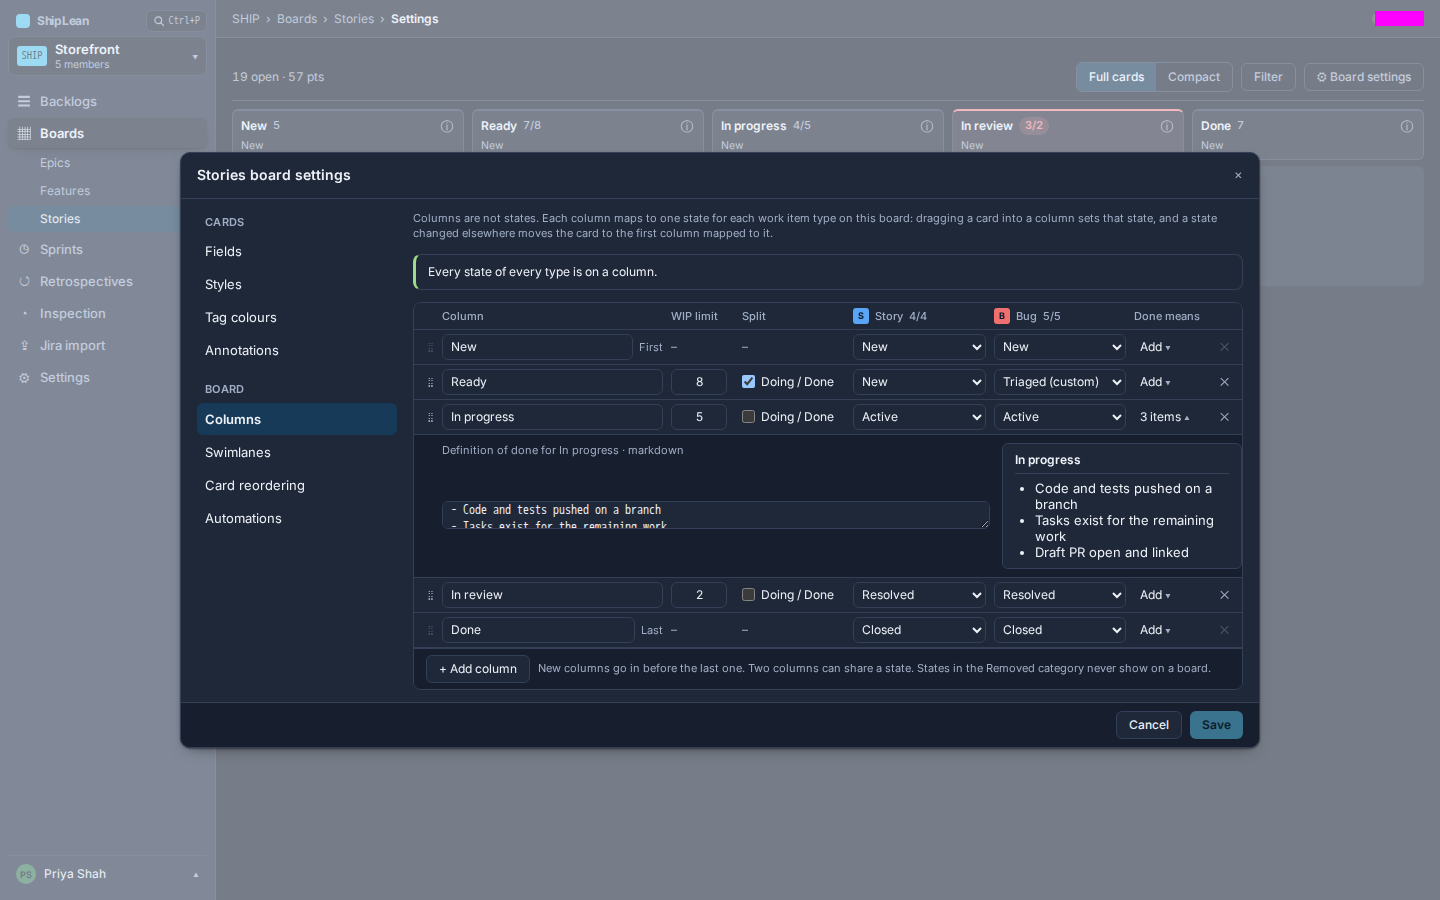 ShipLean
Ctrl+P
SHIP
Storefront
5 members
Backlogs
Boards
Epics
Features
Stories
Sprints
Retrospectives
Inspection
Jira import
Settings
Priya Shah
PS
SHIP › Boards › Stories › Settings
19 open · 57 pts
Full cards
Compact
Filter
Board settings
New 5
New
Ready 7/8
New
In progress 4/5
New
In review 3/2
New
Done 7
New
Stories board settings
×
CARDS
Fields
Styles
Tag colours
Annotations
BOARD
Columns
Swimlanes
Card reordering
Automations
Columns are not states. Each column maps to one state for each work item type on this board: dragging a card into a column sets that state, and a state
changed elsewhere moves the card to the first column mapped to it.
Every state of every type is on a column.
Column WIP limit Split S Story 4/4 B Bug 5/5 Done means
New First – – New New Add
Ready 8 Doing / Done New Triaged (custom) Add
In progress 5 Doing / Done Active Active 3 items
Definition of done for In progress · markdown
- Code and tests pushed on a branch
- Tasks exist for the remaining work
In progress
• Code and tests pushed on a
branch
• Tasks exist for the remaining
work
• Draft PR open and linked
In review 2 Doing / Done Resolved Resolved Add
Done Last – – Closed Closed Add
+ Add column
New columns go in before the last one. Two columns can share a state. States in the Removed category never show on a board.
Cancel
Save